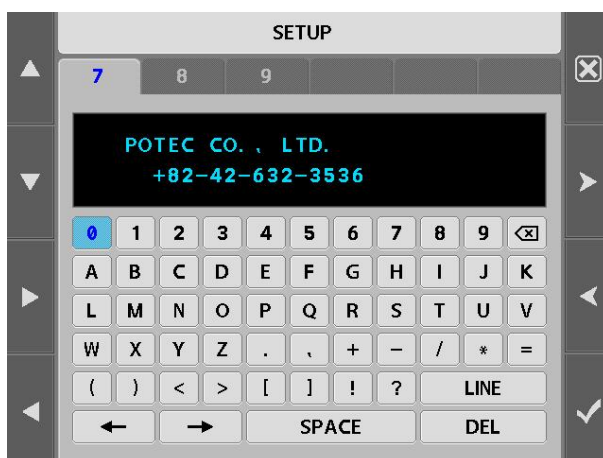 SETUP
7 8 9
POTEC CO. , LTD.
+82-42-632-3536
0 1 2 3 4 5 6 7 8 9
A B C D E F G H I J K
L M N O P Q R S T U V
W X Y Z . , + - / * =
( ) < > [ ] ! ? LINE
← → SPACE DEL